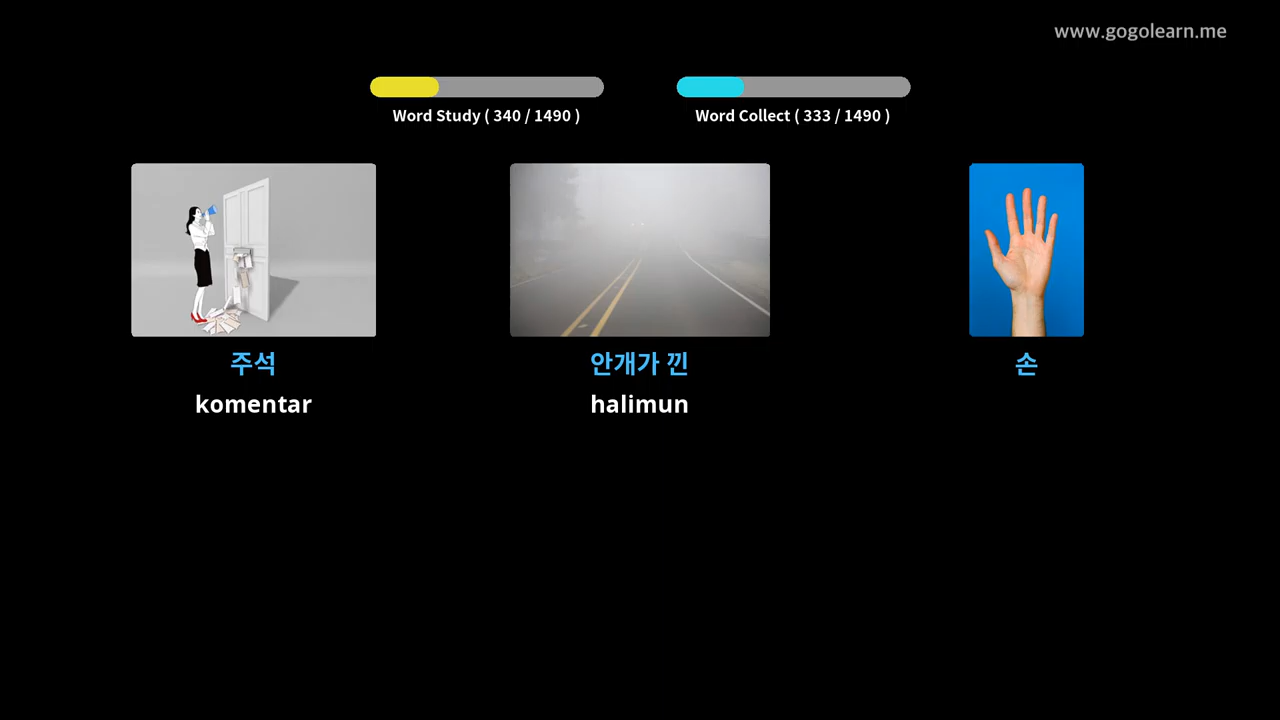 www.gogolearn.me
Word Study ( 340 / 1490 )
Word Collect ( 333 / 1490 )
주석
안개가 낀
손
komentar
halimun